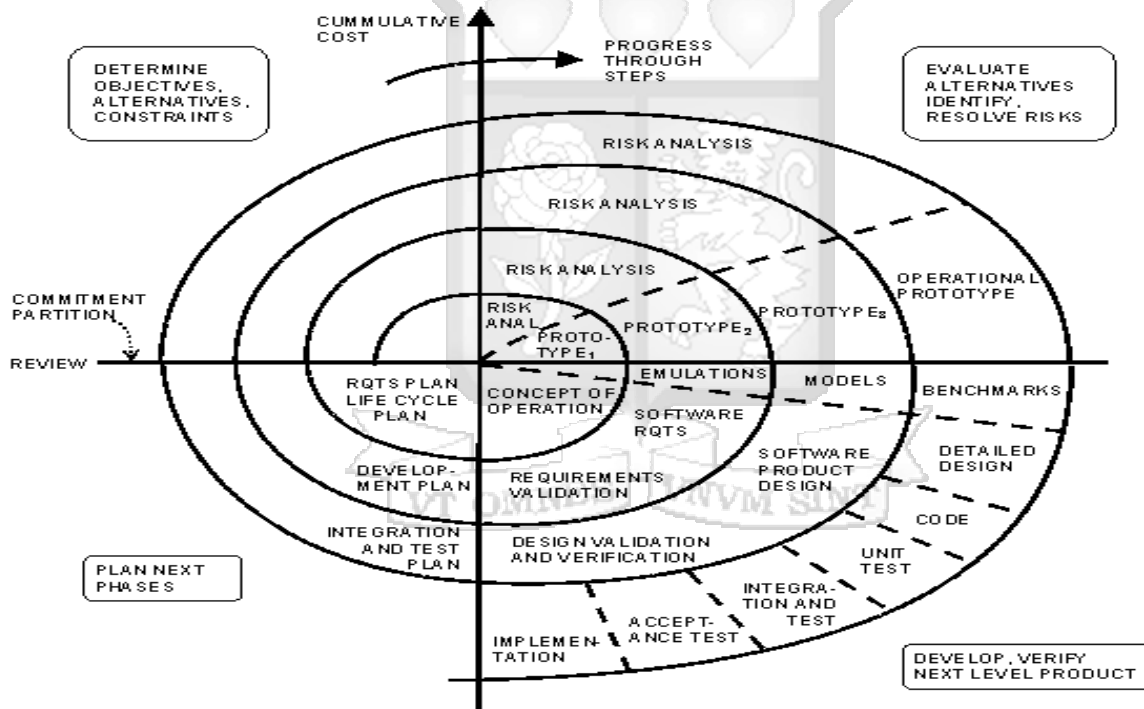 CUMMULATIVE
COST
PROGRESS
THROUGH
STEPS
DETERMINE
OBJECTIVES,
ALTERNATIVES,
CONSTRAINTS
EVALUATE
ALTERNATIVES
IDENTIFY,
RESOLVE RISKS
RISK ANALYSIS
RISK ANALYSIS
RISK ANALYSIS
RISK
ANAL.
PROTO-
TYPE1
PROTOTYPE2
PROTOTYPE3
OPERATIONAL
PROTOTYPE
COMMITMENT
PARTITION
REVIEW
RQTS PLAN
LIFE CYCLE
PLAN
CONCEPT OF
OPERATION
EMULATIONS
MODELS
BENCHMARKS
SOFTWARE
RQTS
SOFTWARE
PRODUCT
DESIGN
DETAILED
DESIGN
DEVELOP-
MENT PLAN
REQUIREMENTS
VALIDATION
CODE
VT OMNES VNVM SINT
INTEGRATION
AND TEST
PLAN
DESIGN VALIDATION
AND VERIFICATION
UNIT
TEST
INTEGRA-
TION AND
TEST
ACCEPT-
ANCE TEST
IMPLEMEN-
TATION
PLAN NEXT
PHASES
DEVELOP, VERIFY
NEXT LEVEL PRODUCT